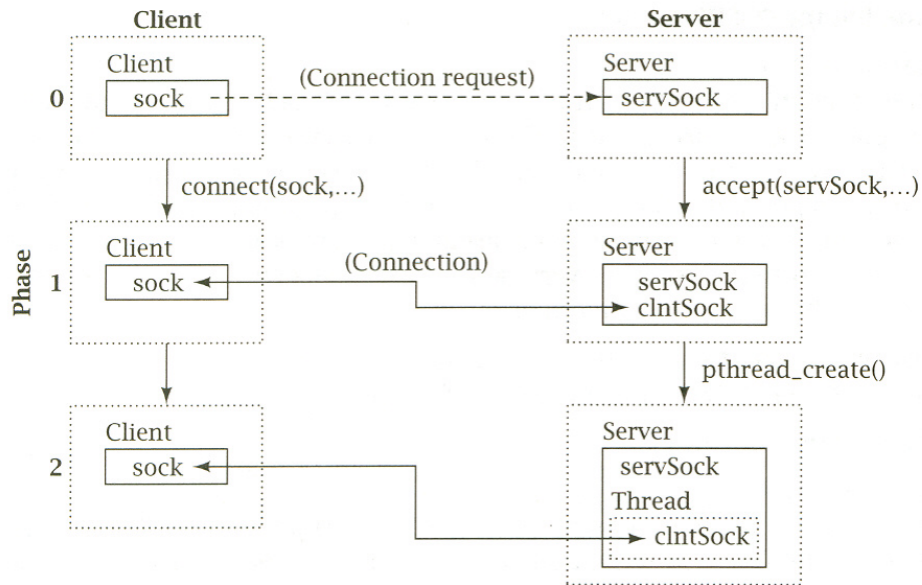 Client
Server
Phase
0
Client
sock
(Connection request)
Server
servSock
connect(sock,...)
accept(servSock,...)
1
Client
sock
(Connection)
Server
servSock
clntSock
pthread_create()
2
Client
sock
Server
servSock
Thread
clntSock